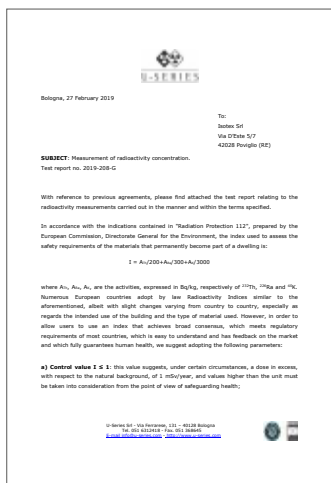 U-SERIES
Bologna, 27 February 2019
To:
Isotex Srl
Via D'Este 5/7
42028 Poviglio (RE)
SUBJECT: Measurement of radioactivity concentration.
Test report no. 2019-208-G
With reference to previous agreements, please find attached the test report relating to the
radioactivity measurements carried out in the manner and within the terms specified.
In accordance with the indications contained in "Radiation Protection 112", prepared by the
European Commission, Directorate General for the Environment, the index used to assess the
safety requirements of the materials that permanently become part of a dwelling is:
I = ATh/200+ARa/300+AK/3000
where ATh, ARa, AK, are the activities, expressed in Bq/kg, respectively of 232Th, 226Ra and 40K.
Numerous European countries adopt by law Radioactivity Indices similar to the
aforementioned, albeit with slight changes varying from country to country, especially as
regards the intended use of the building and the type of material used. However, in order to
allow users to use an index that achieves broad consensus, which meets regulatory
requirements of most countries, which is easy to understand and has feedback on the market
and which fully guarantees human health, we suggest adopting the following parameters:
a) Control value I ≤ 1: this value suggests, under certain circumstances, a dose in excess,
with respect to the natural background, of 1 mSv/year, and values higher than the unit must
be taken into consideration from the point of view of safeguarding health;
U-Series Srl - Via Ferrarese, 131 – 40128 Bologna
Tel. 051 6312418 - Fax. 051 368645
E-mail info@u-series.com - http://www.u-series.com